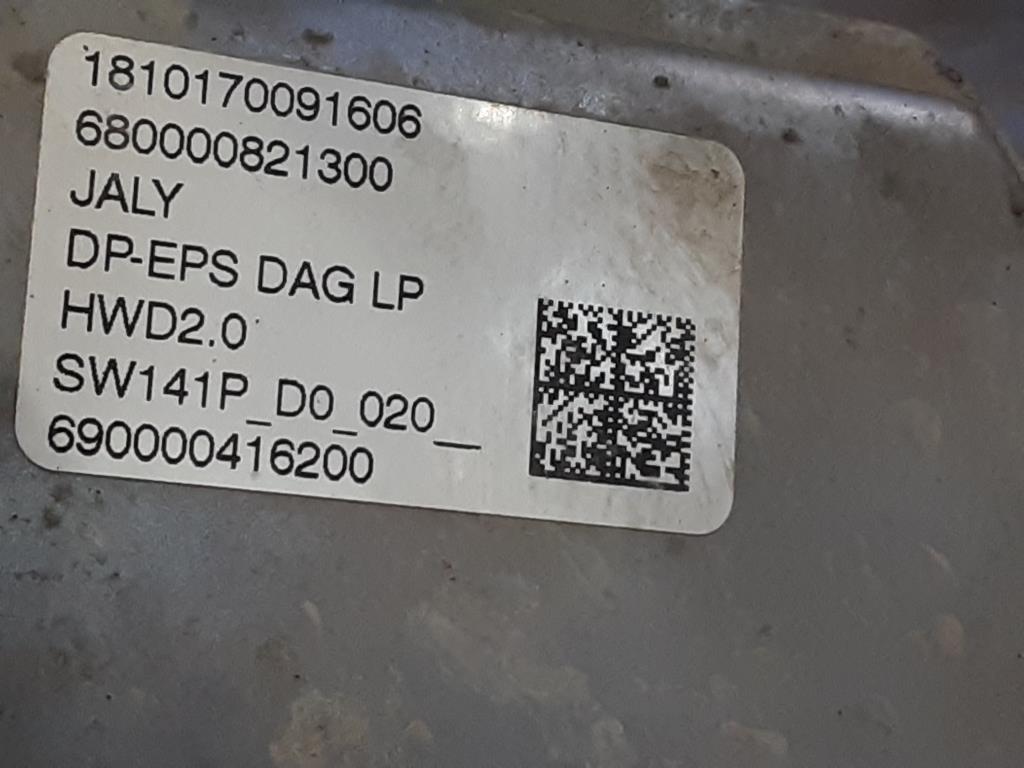 1810170091606
680000821300
JALY
DP-EPS DAG LP
HWD2.0
SW141P_D0_020__
690000416200